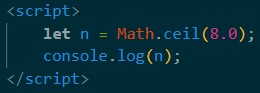 <script>
let n = Math.ceil(8.0);
console.log(n);
</script>